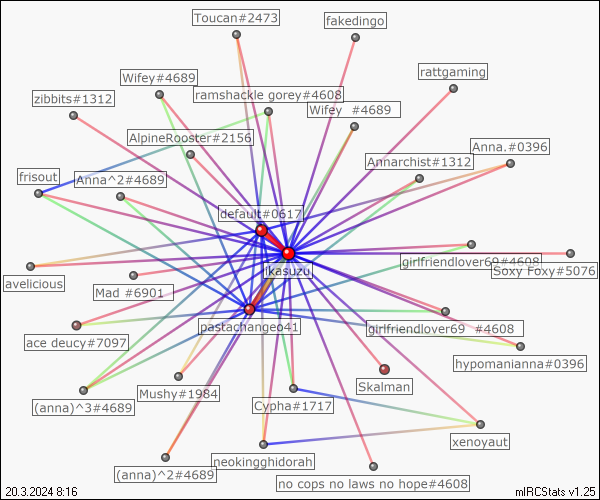 Toucan#2473
fakedingo
rattgaming
Wifey#4689
zibbits#1312
ramshackle gorey#4608
Wifey #4689
AlpineRooster#2156
Anna.#0396
Annarchist#1312
frisout
Anna^2#4689
default#0617
girlfriendlover69#4608
Soxy Foxy#5076
ikasuzu
avelicious
Mad #6901
pastachangeo41
girlfriendlover69 #4608
ace deucy#7097
hypomanianna#0396
Skalman
Mushy#1984
(anna)^3#4689
Cypha#1717
xenoyaut
neokingghidorah
(anna)^2#4689
no cops no laws no hope#4608
20.3.2024 8:16
mIRCStats v1.25